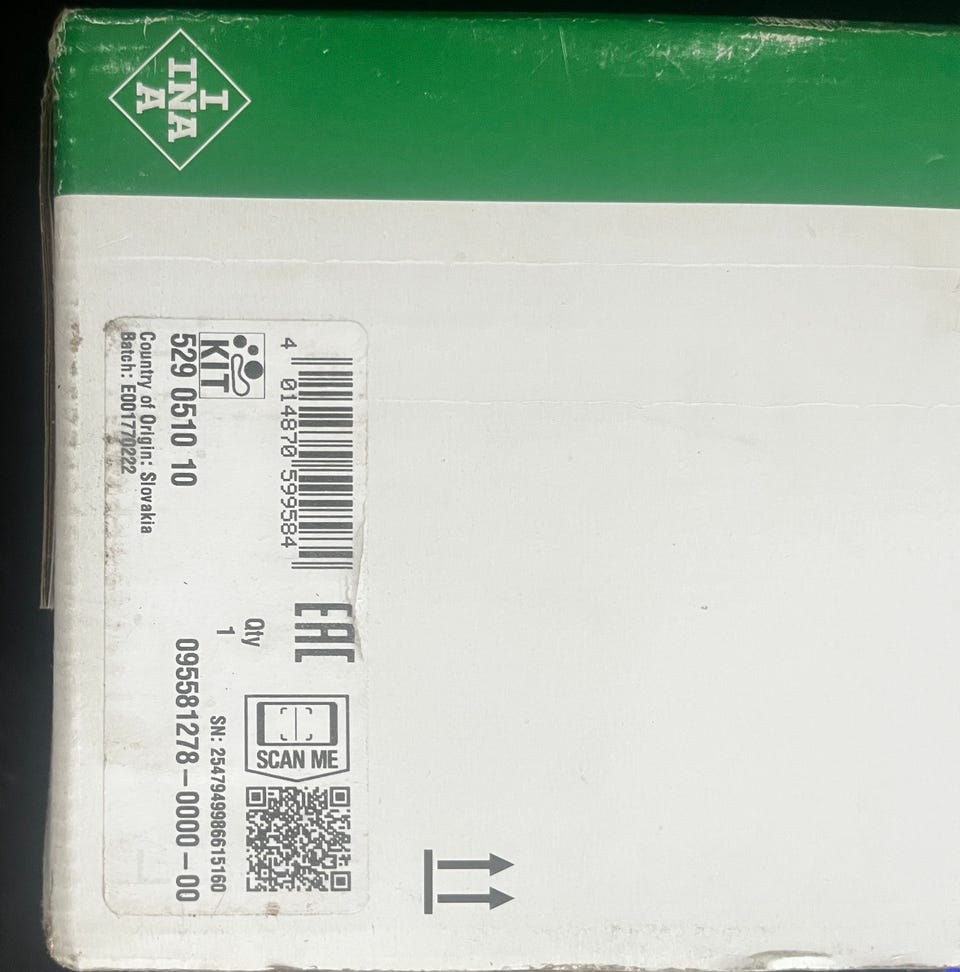 I
INA
A
4 014870 599584
EAC
KIT
Qty
1
SCAN ME
529 0510 10
SN: 2547949986615160
095581278-0000-00
Country of Origin: Slovakia
Batch: E001770222